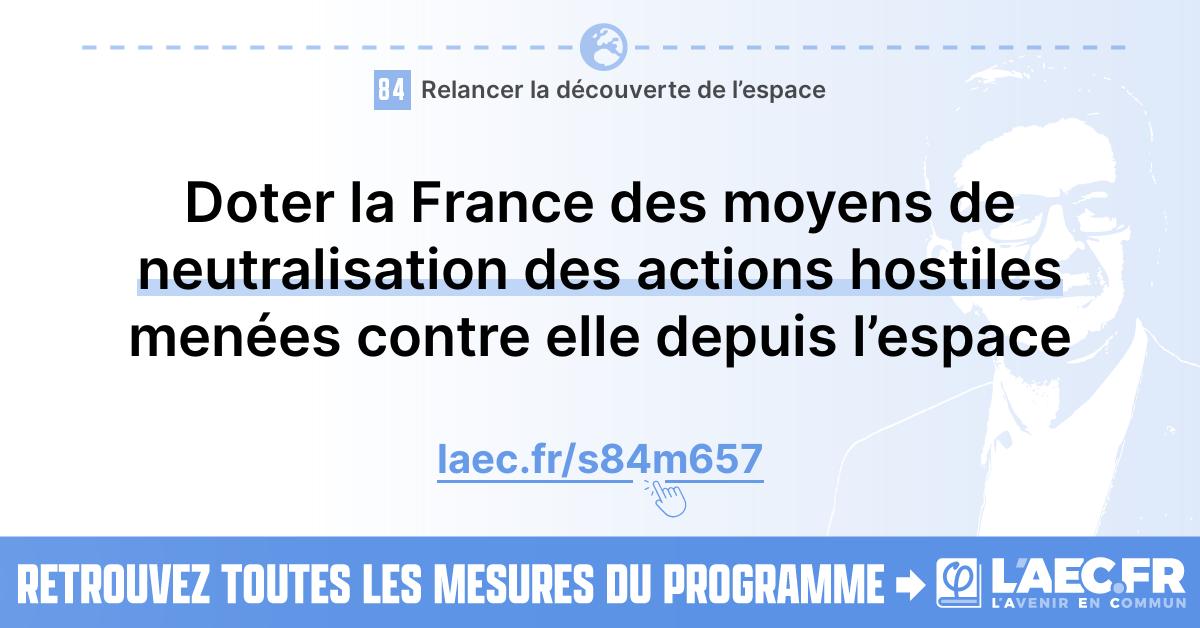 84 Relancer la découverte de l’espace
Doter la France des moyens de
neutralisation des actions hostiles
menées contre elle depuis l’espace
laec.fr/s84m657
RETROUVEZ TOUTES LES MESURES DU PROGRAMME
L'AEC.FR
L'AVENIR EN COMMUN